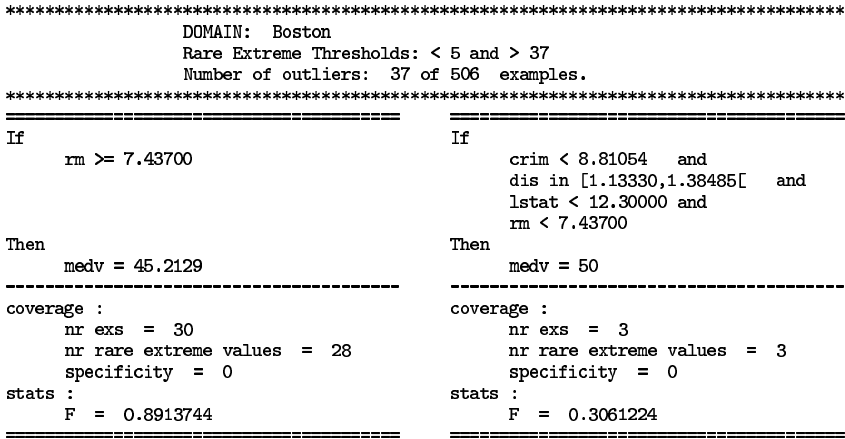 **************************************************************************************
DOMAIN: Boston
Rare Extreme Thresholds: < 5 and > 37
Number of outliers: 37 of 506 examples.
**************************************************************************************
========================================
If
rm >= 7.43700
Then
medv = 45.2129
----------------------------------------
coverage :
nr exs = 30
nr rare extreme values = 28
specificity = 0
stats :
F = 0.8913744
========================================
========================================
If
crim < 8.81054 and
dis in [1.13330,1.38485[ and
lstat < 12.30000 and
rm < 7.43700
Then
medv = 50
----------------------------------------
coverage :
nr exs = 3
nr rare extreme values = 3
specificity = 0
stats :
F = 0.3061224
========================================